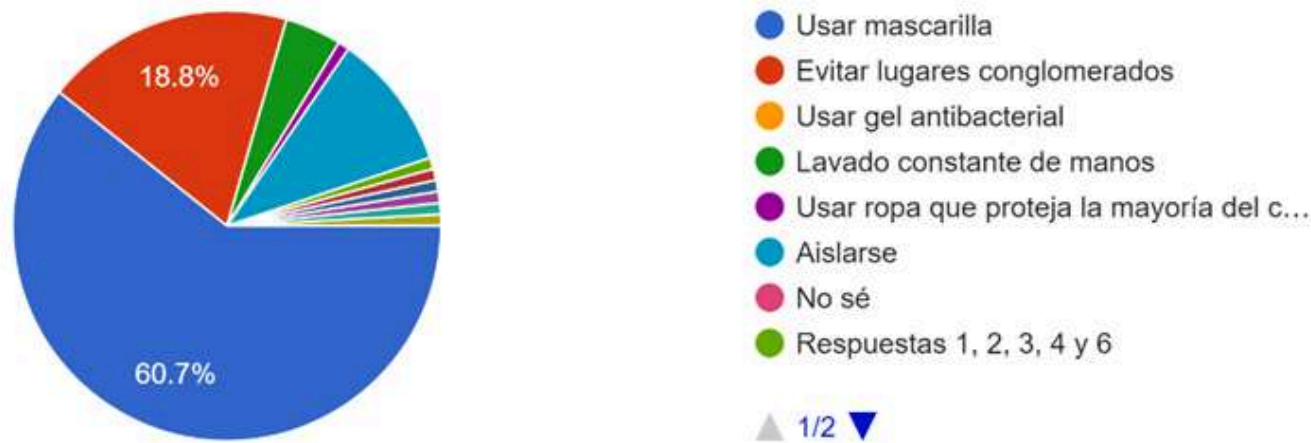 18.8%
60.7%
Usar mascarilla
Evitar lugares conglomerados
Usar gel antibacterial
Lavado constante de manos
Usar ropa que proteja la mayoría del c...
Aislarse
No sé
Respuestas 1, 2, 3, 4 y 6
1/2